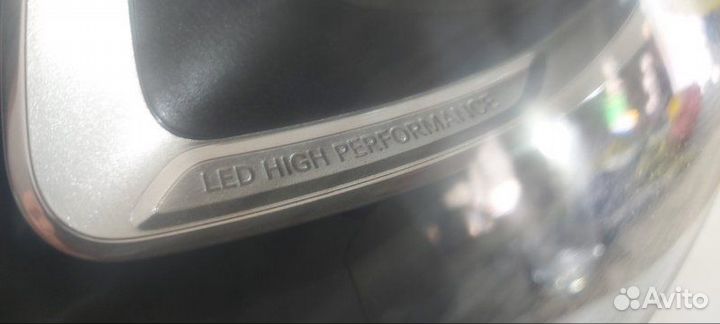 LED HIGH PERFORMANCE
Avito